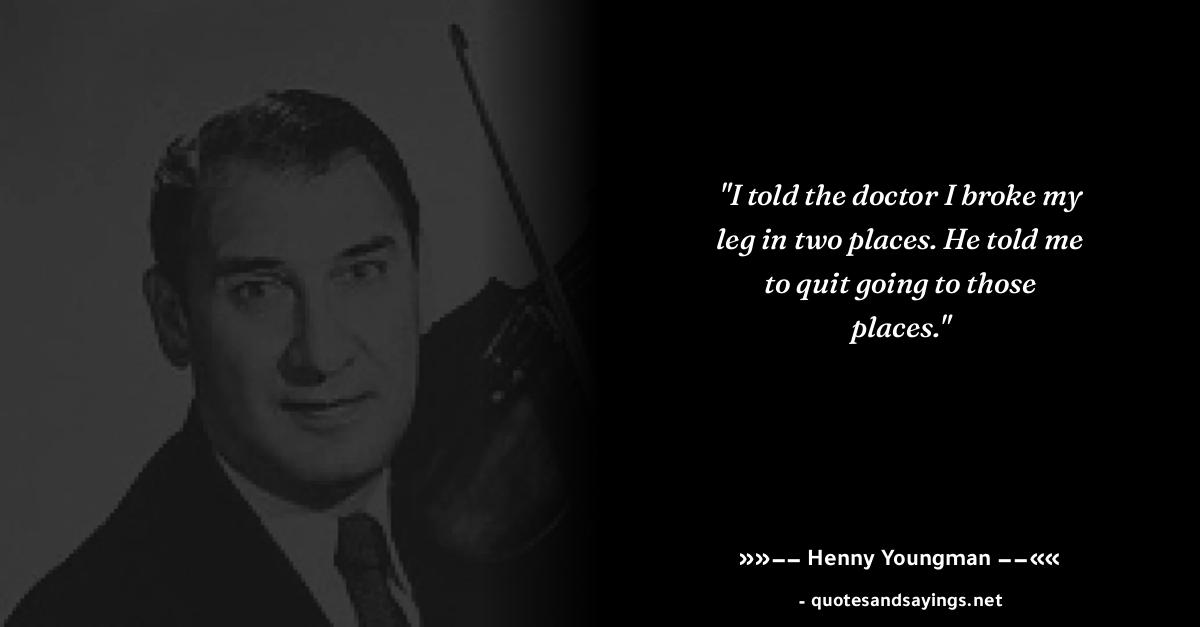 "I told the doctor I broke my
leg in two places. He told me
to quit going to those
places."
»»−− Henny Youngman −−««
- quotesandsayings.net